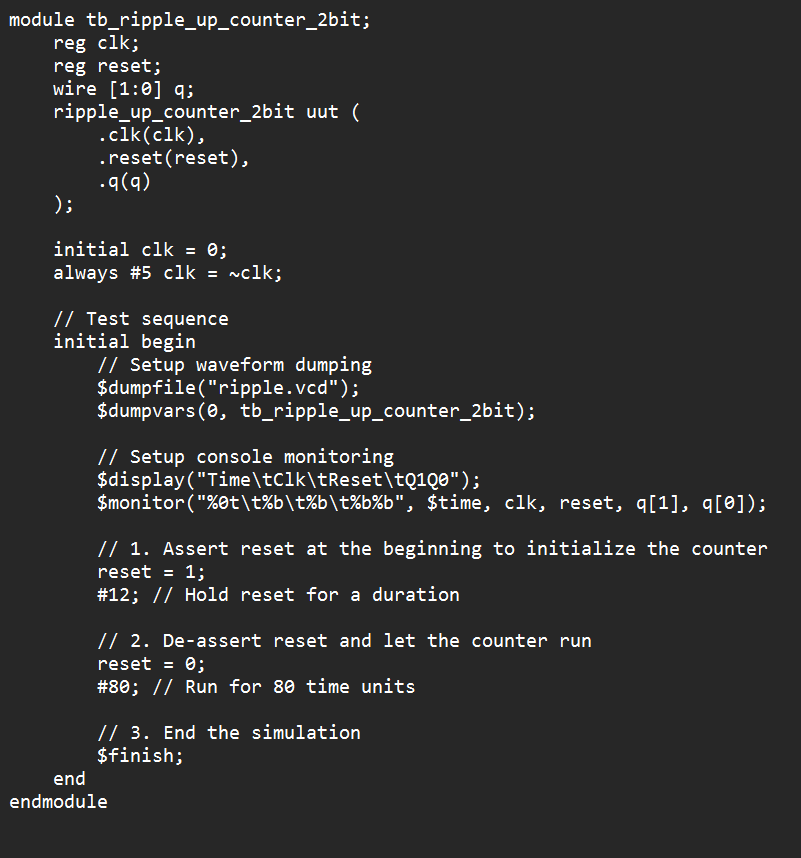 module tb_ripple_up_counter_2bit;
    reg clk;
    reg reset;
    wire [1:0] q;
    ripple_up_counter_2bit uut (
        .clk(clk),
        .reset(reset),
        .q(q)
    );

    initial clk = 0;
    always #5 clk = ~clk;

    // Test sequence
    initial begin
        // Setup waveform dumping
        $dumpfile("ripple.vcd");
        $dumpvars(0, tb_ripple_up_counter_2bit);

        // Setup console monitoring
        $display("Time\tClk\tReset\tQ1Q0");
        $monitor("%0t\t%b\t%b\t%b%b", $time, clk, reset, q[1], q[0]);

        // 1. Assert reset at the beginning to initialize the counter
        reset = 1;
        #12; // Hold reset for a duration

        // 2. De-assert reset and let the counter run
        reset = 0;
        #80; // Run for 80 time units

        // 3. End the simulation
        $finish;
    end
endmodule